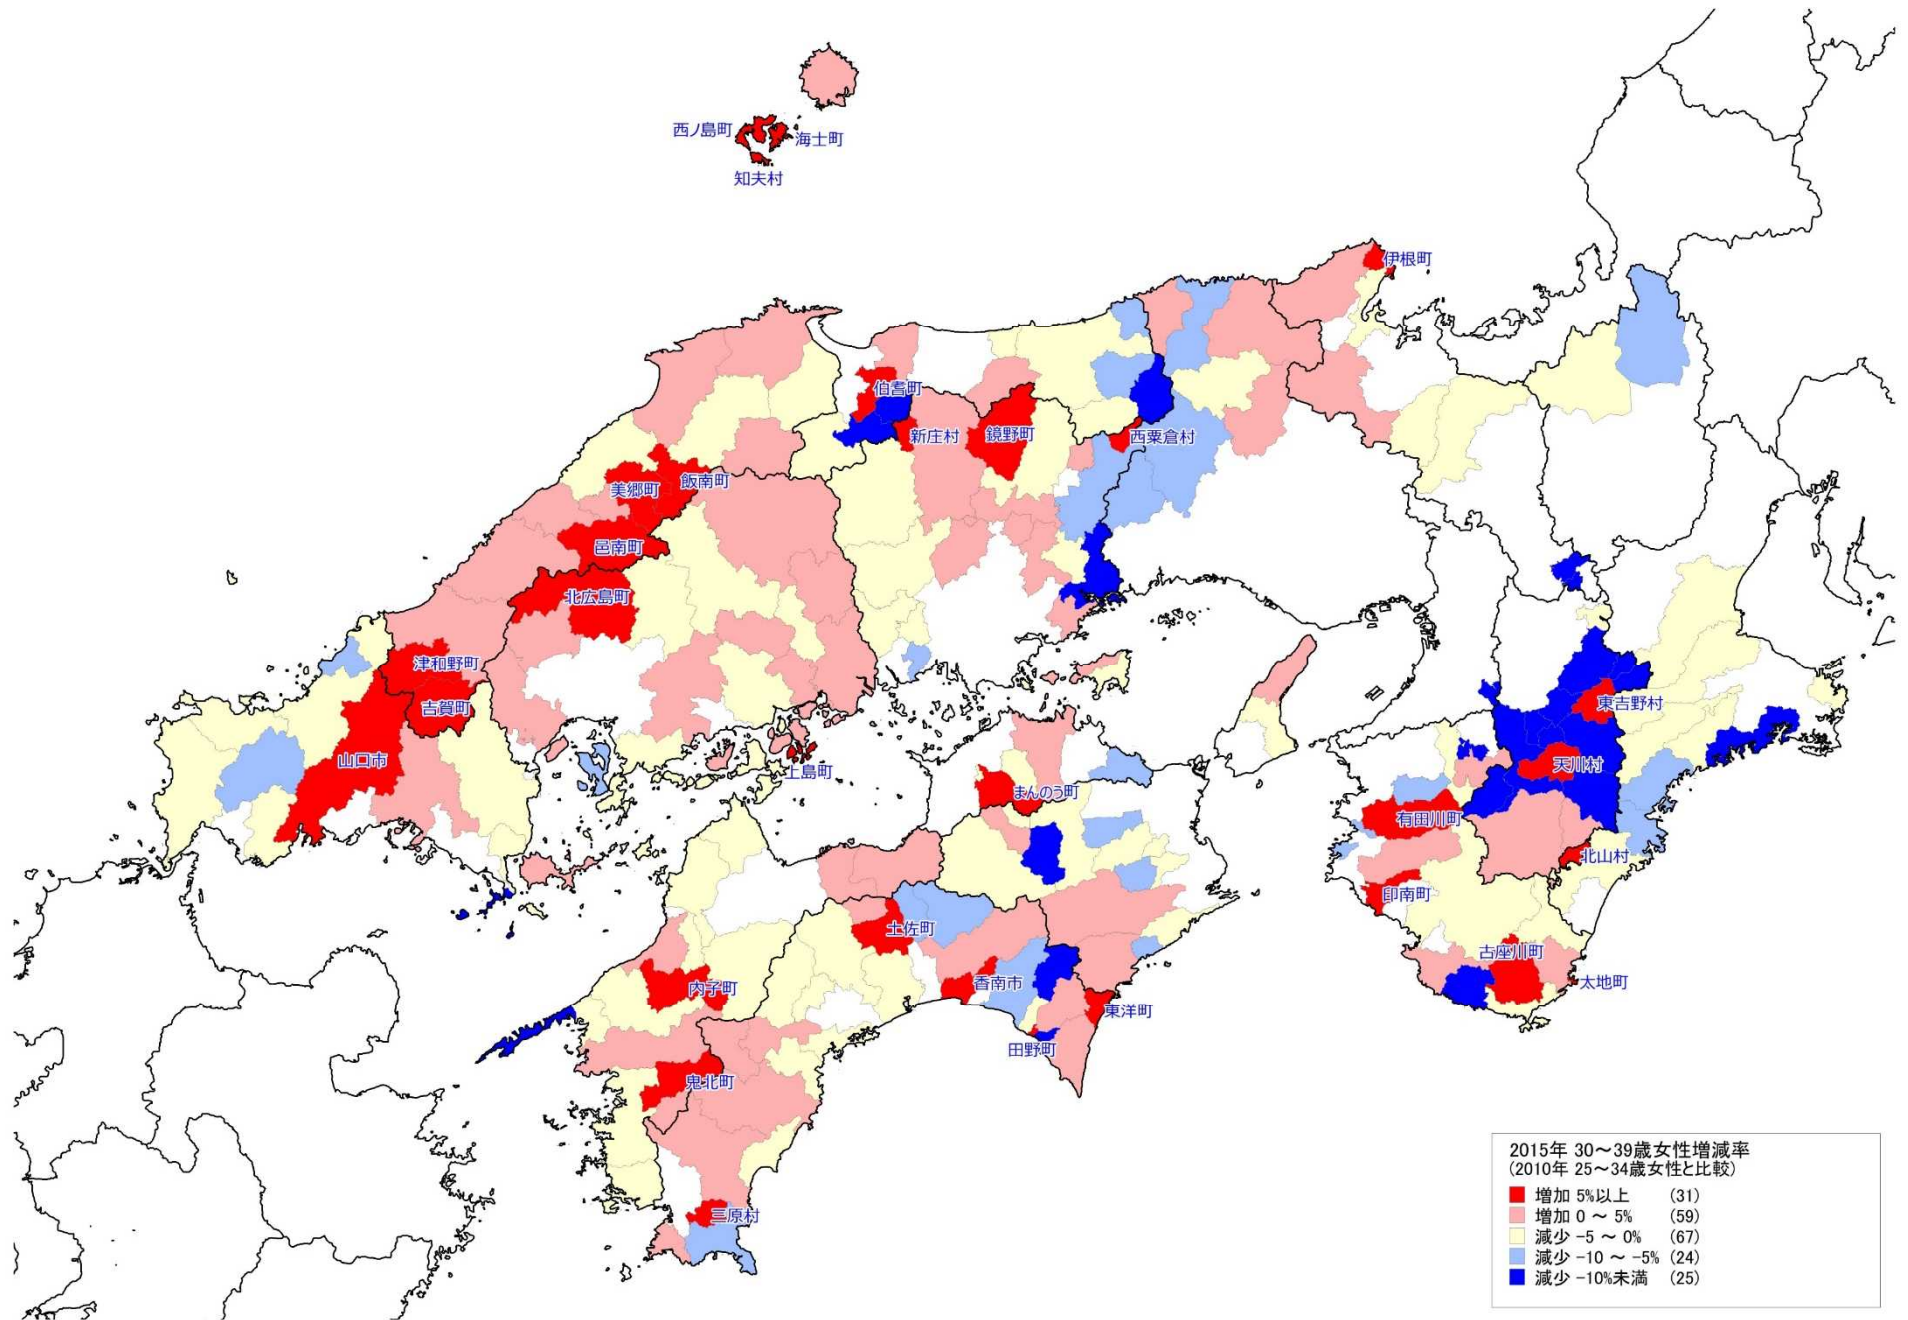 西ノ島町
海士町
知夫村
伊根町
伯耆町
新庄村
鏡野町
西粟倉村
飯南町
美郷町
邑南町
北広島町
津和野町
吉賀町
山口市
上島町
まんのう町
東吉野村
天川村
有田川町
北山村
印南町
古座川町
太地町
土佐町
香南市
内子町
東洋町
田野町
鬼北町
三原村
2015年 30～39歳女性増減率
(2010年 25～34歳女性と比較)
増加 5%以上 (31)
増加 0 ～ 5% (59)
減少 -5 ～ 0% (67)
減少 -10 ～ -5% (24)
減少 -10%未満 (25)